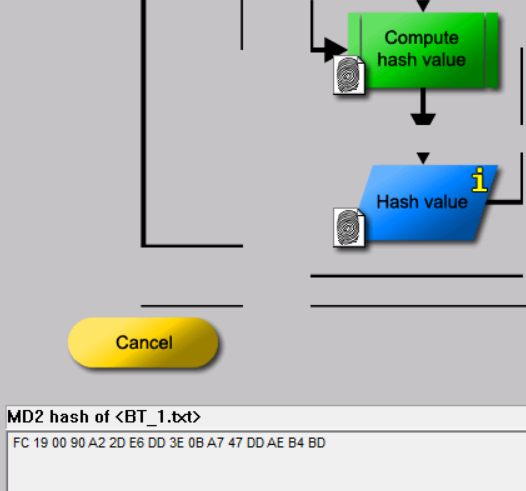 Compute
hash value
i
Hash value
Cancel
MD2 hash of <BT_1.txt>
FC 19 00 90 A2 2D E6 DD 3E 0B A7 47 DD AE B4 BD